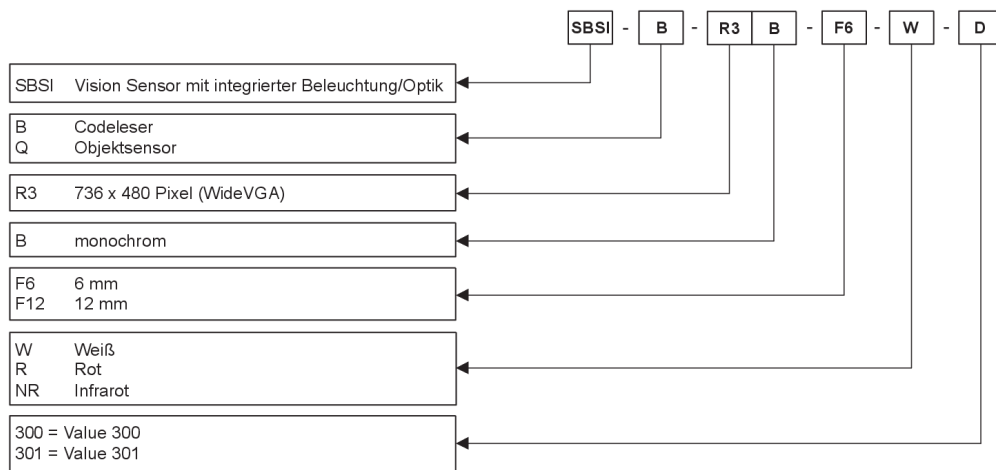 SBSI - B - R3 B - F6 - W - D
SBSI Vision Sensor mit integrierter Beleuchtung/Optik
B Codeleser
Q Objektsensor
R3 736 x 480 Pixel (WideVGA)
B monochrom
F6 6 mm
F12 12 mm
W Weiß
R Rot
NR Infrarot
300 = Value 300
301 = Value 301